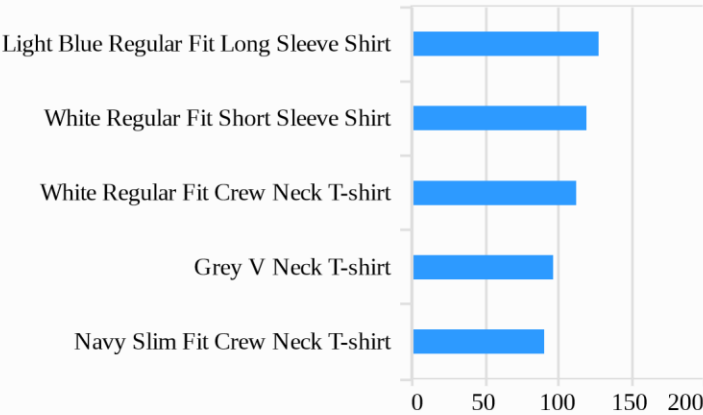 Light Blue Regular Fit Long Sleeve Shirt
White Regular Fit Short Sleeve Shirt
White Regular Fit Crew Neck T-shirt
Grey V Neck T-shirt
Navy Slim Fit Crew Neck T-shirt
0 50 100 150 200